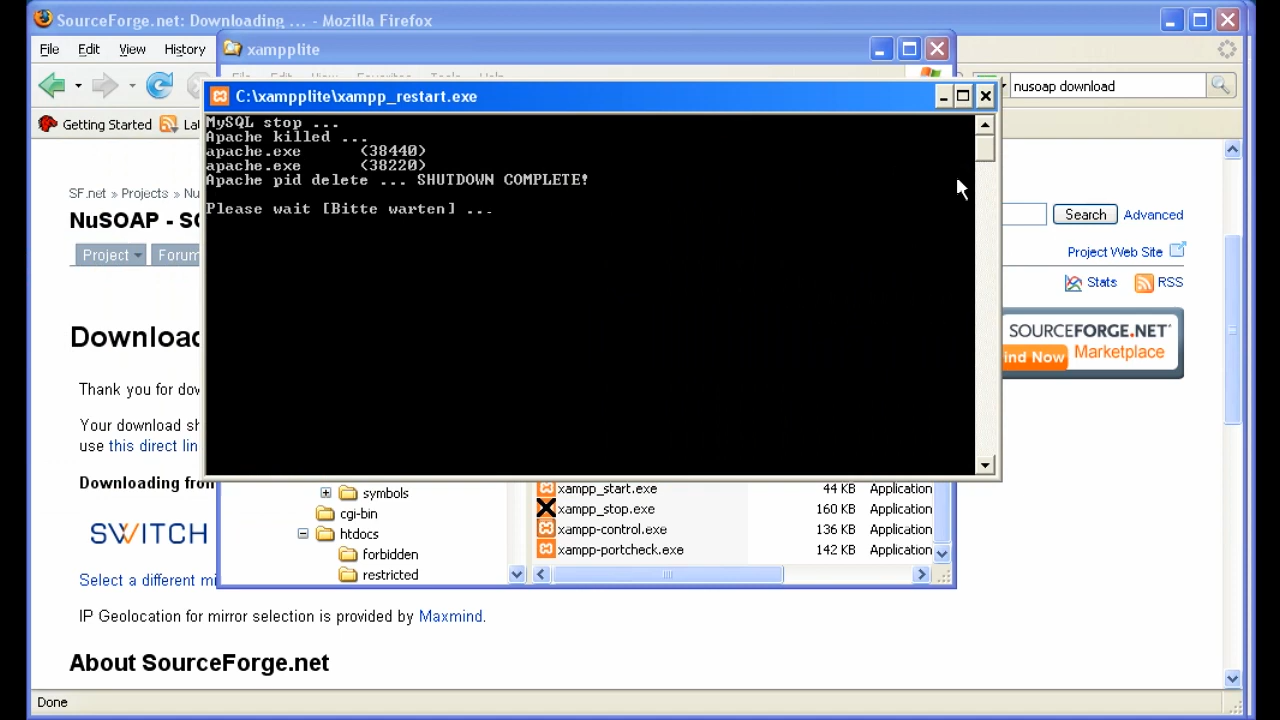 SourceForge.net: Downloading ... - Mozilla Firefox
xampplite
File Edit View History
C:\xampplite\xampp_restart.exe
nusoap download
Getting Started
MySQL stop ...
Apache killed ...
apache.exe (38440)
apache.exe (38220)
Apache pid delete ... SHUTDOWN COMPLETE!
Please wait [Bitte warten] ...
SF.net » Projects »
NuSOAP -
Search Advanced
Project Forum
Project Web Site
Stats RSS
SOURCEFORGE.NET
Marketplace
Find Now
Thank you for
Your download
use this direct
Downloading
xampp_start.exe 44 KB Application
symbols
xampp_stop.exe 160 KB Application
cgi-bin
SWITCH
xampp-control.exe 136 KB Application
htdocs
xampp-portcheck.exe 142 KB Application
forbidden
restricted
Select a different
IP Geolocation for mirror selection is provided by Maxmind.
About SourceForge.net
Done